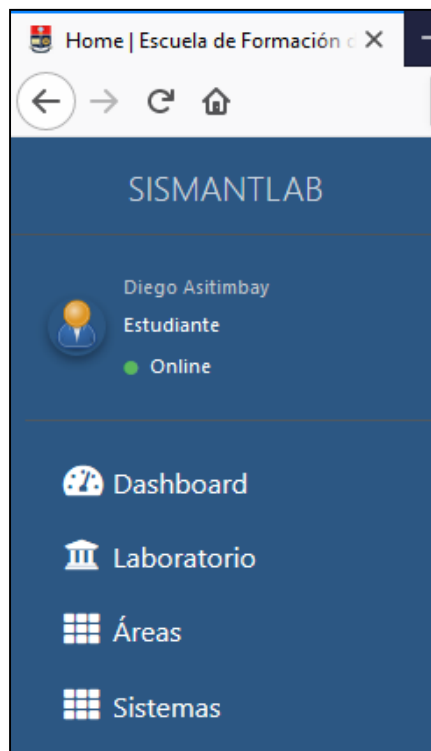 Home | Escuela de Formación
SISMANTLAB
Diego Asitimbay
Estudiante
Online
Dashboard
Laboratorio
Áreas
Sistemas